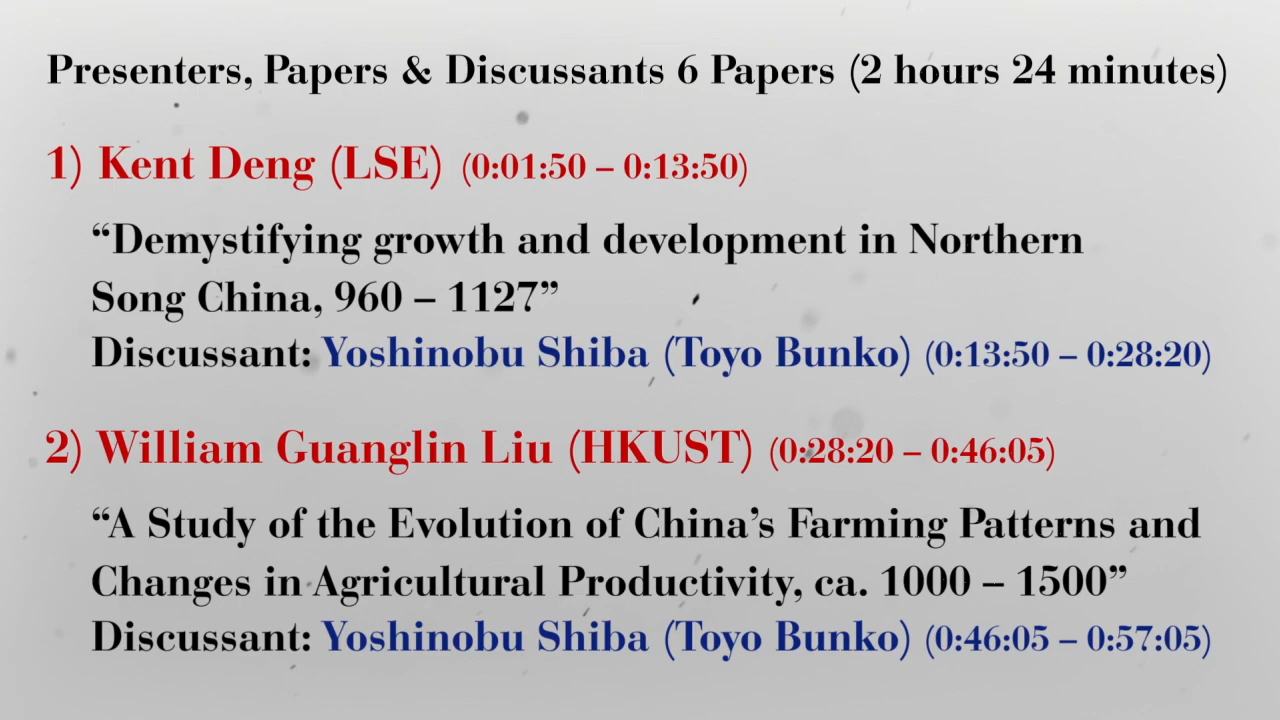 Presenters, Papers & Discussants 6 Papers (2 hours 24 minutes)
1) Kent Deng (LSE) (0:01:50 – 0:13:50)
“Demystifying growth and development in Northern
Song China, 960 – 1127”
Discussant: Yoshinobu Shiba (Toyo Bunko) (0:13:50 – 0:28:20)
2) William Guanglin Liu (HKUST) (0:28:20 – 0:46:05)
“A Study of the Evolution of China’s Farming Patterns and
Changes in Agricultural Productivity, ca. 1000 – 1500”
Discussant: Yoshinobu Shiba (Toyo Bunko) (0:46:05 – 0:57:05)